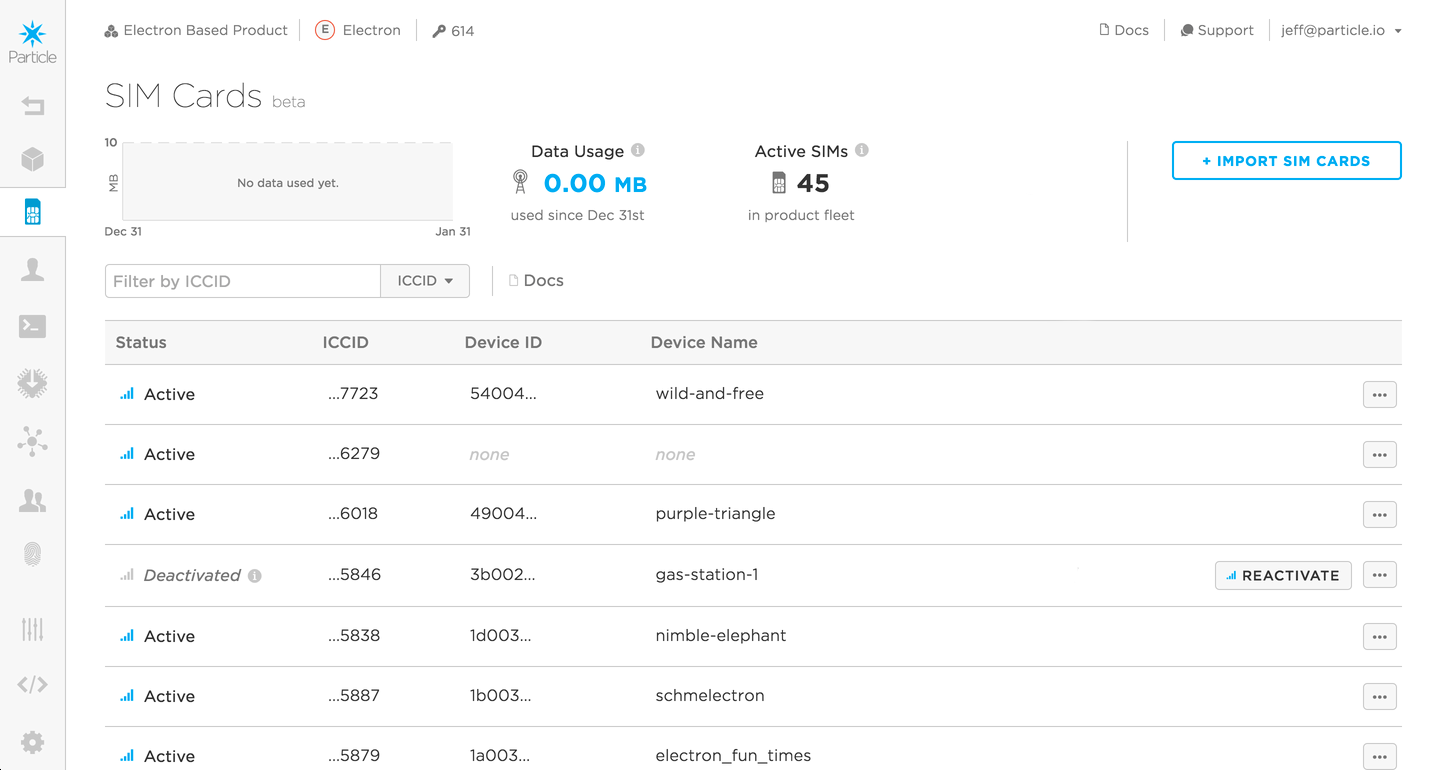 Particle
Electron Based Product E Electron 614 Docs Support jeff@particle.io
SIM Cards beta
10
MB
No data used yet.
Dec 31 Jan 31
Data Usage
0.00 MB
used since Dec 31st
Active SIMs
45
in product fleet
+ IMPORT SIM CARDS
Filter by ICCID ICCID Docs
Status ICCID Device ID Device Name
Active ...7723 54004... wild-and-free
Active ...6279 none none
Active ...6018 49004... purple-triangle
Deactivated ...5846 3b002... gas-station-1 REACTIVATE
Active ...5838 1d003... nimble-elephant
Active ...5887 1b003... schmelectron
Active ...5879 1a003... electron_fun_times